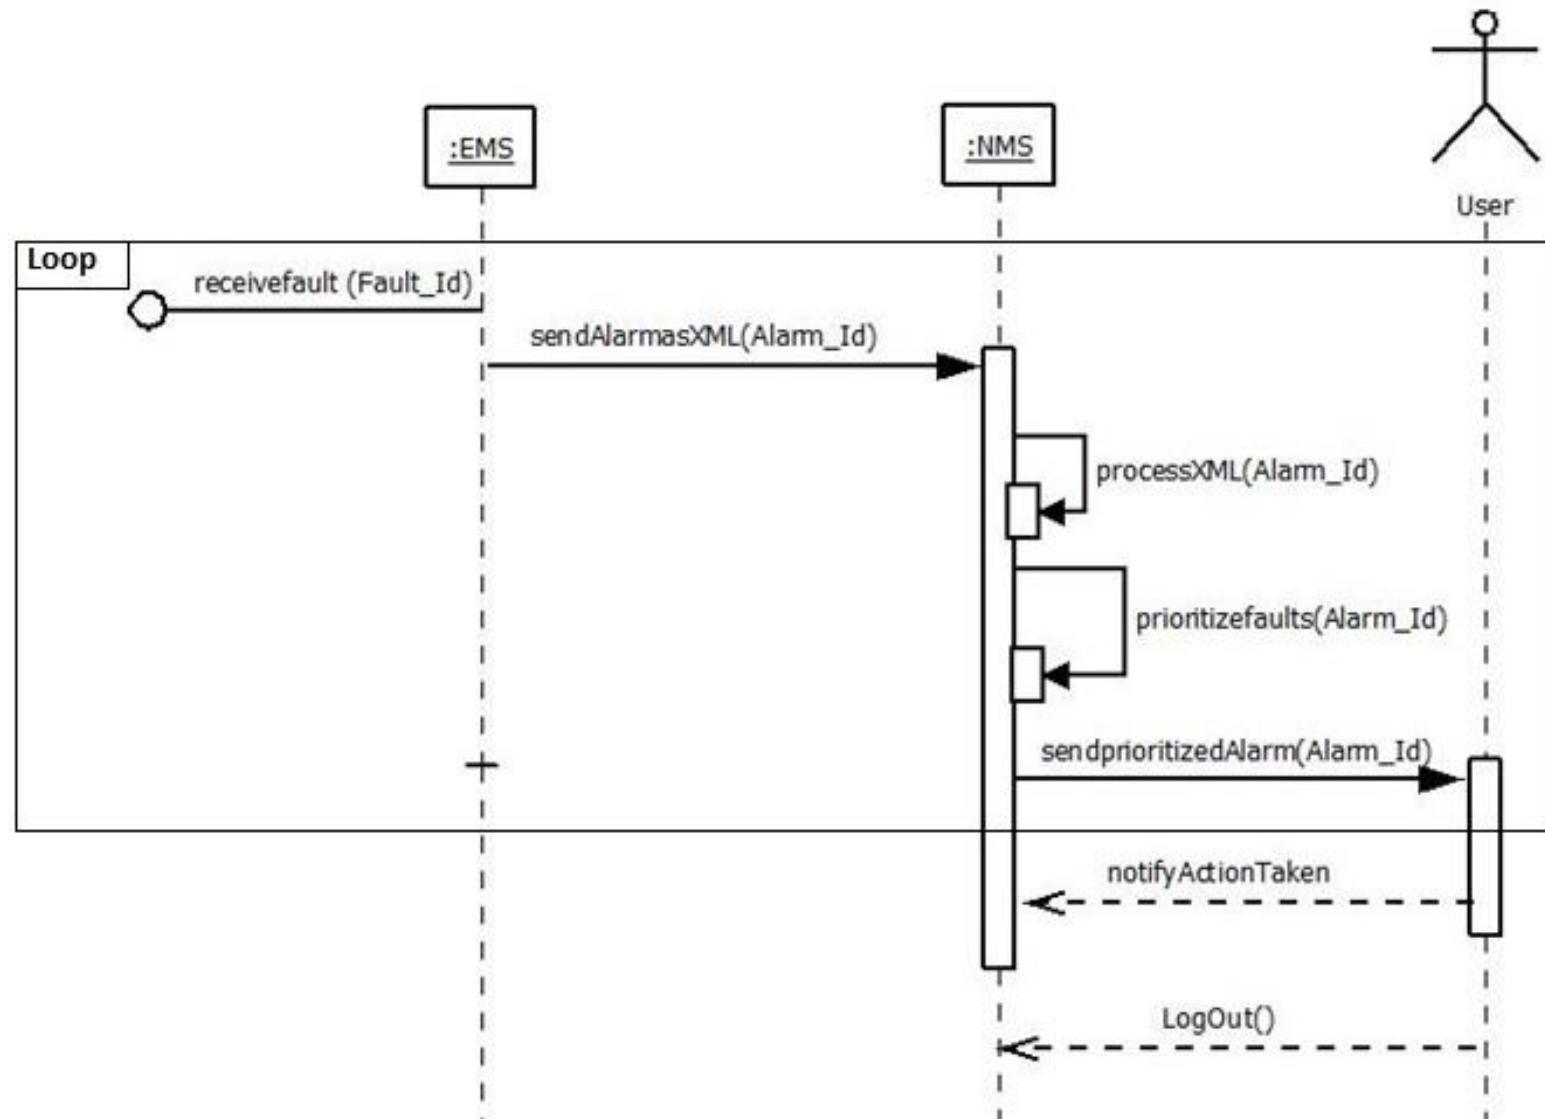 :EMS
:NMS
User
Loop
receivefault (Fault_Id)
sendAlarmasXML(Alarm_Id)
processXML(Alarm_Id)
prioritizefaults(Alarm_Id)
sendprioritizedAlarm(Alarm_Id)
notifyActionTaken
LogOut()